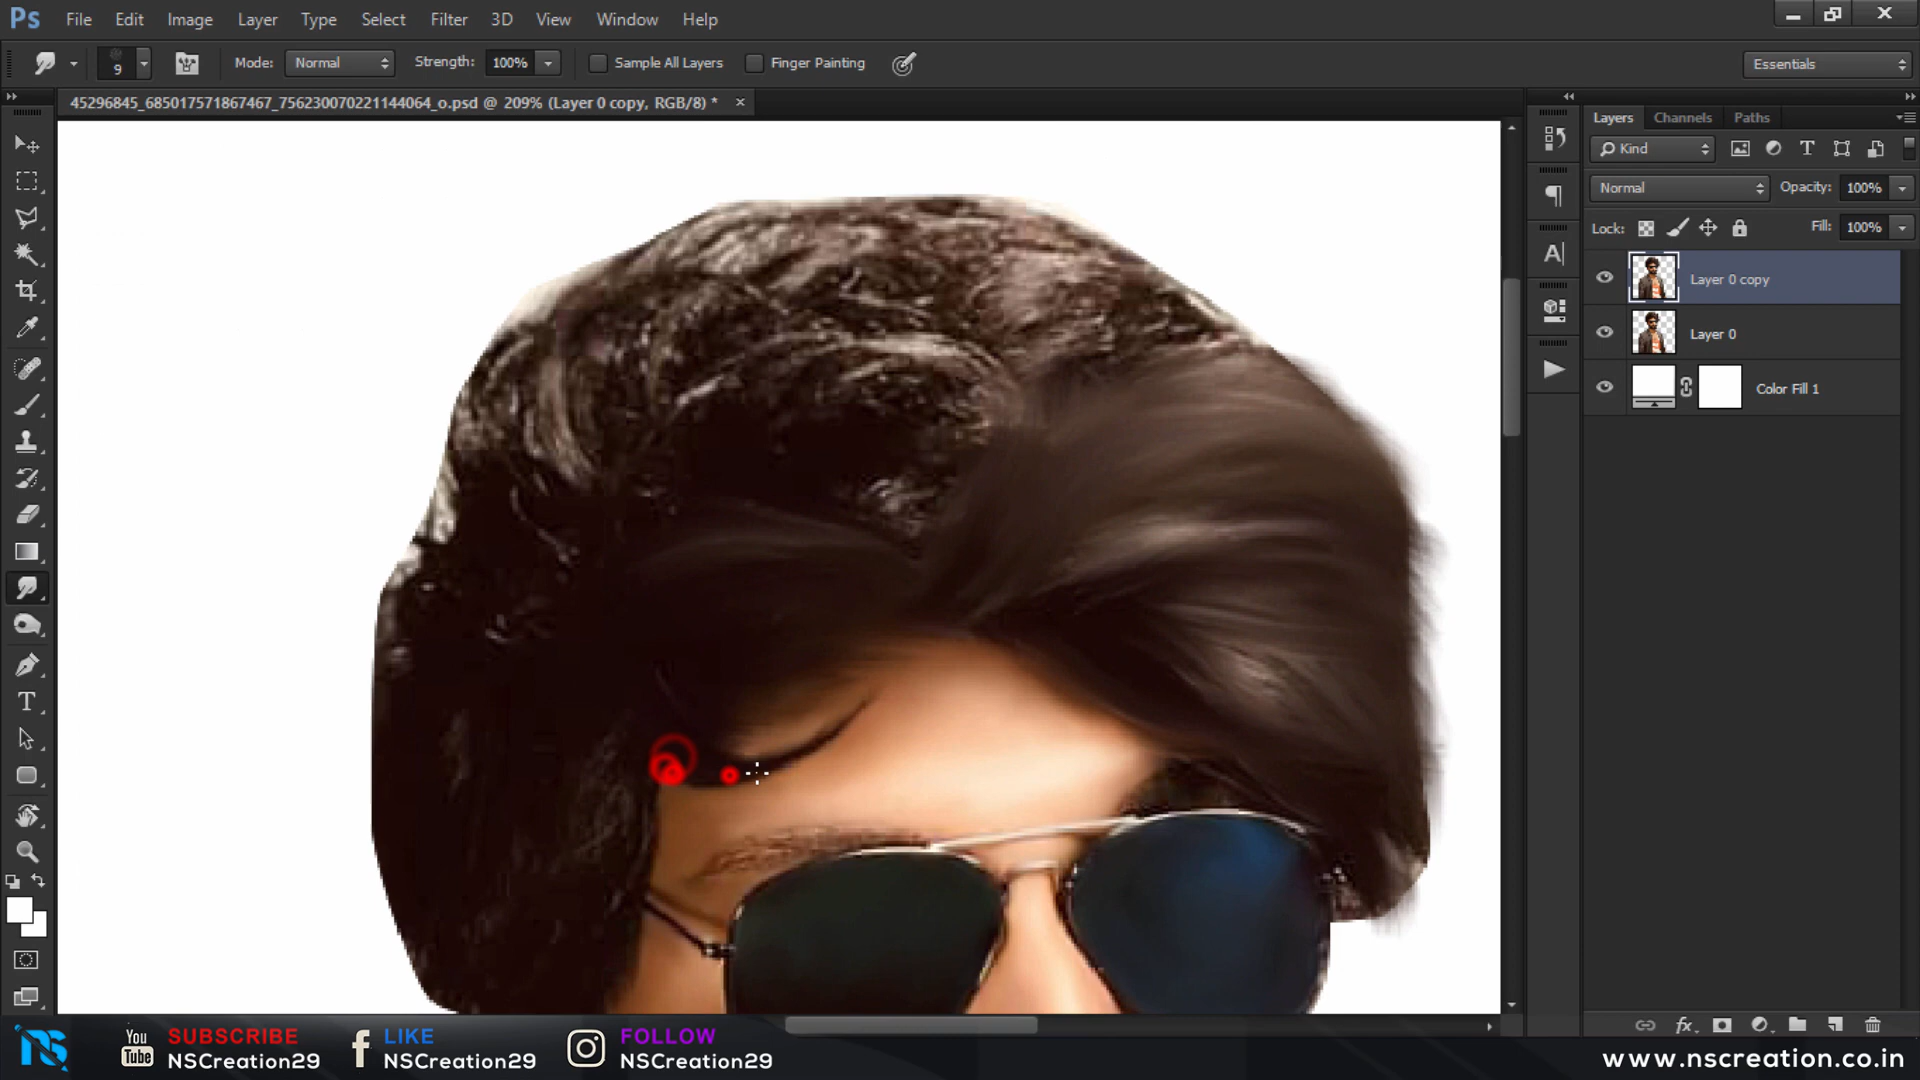 Ps File Edit Image Layer Type Select Filter 3D View Window Help
9 Mode: Normal Strength: 100% Sample All Layers Finger Painting Essentials
45296845_685017571867467_756230070221144064_o.psd @ 209% (Layer 0 copy, RGB/8) *
Layers Channels Paths
Kind
Normal Opacity: 100%
Lock: Fill: 100%
Layer 0 copy
Layer 0
Color Fill 1
NS You Tube SUBSCRIBE NSCreation29
LIKE NSCreation29
FOLLOW NSCreation29
www.nscreation.co.in